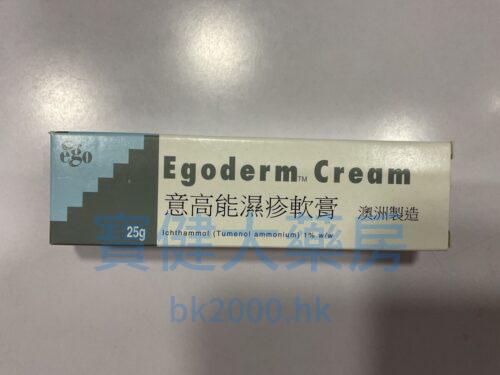 ego
Egoderm™ Cream
意高能濕疹軟膏 澳洲製造
25g
Ichthammol (Tumenol ammonium) 1% w/w
寶健大藥房
bk2000.hk